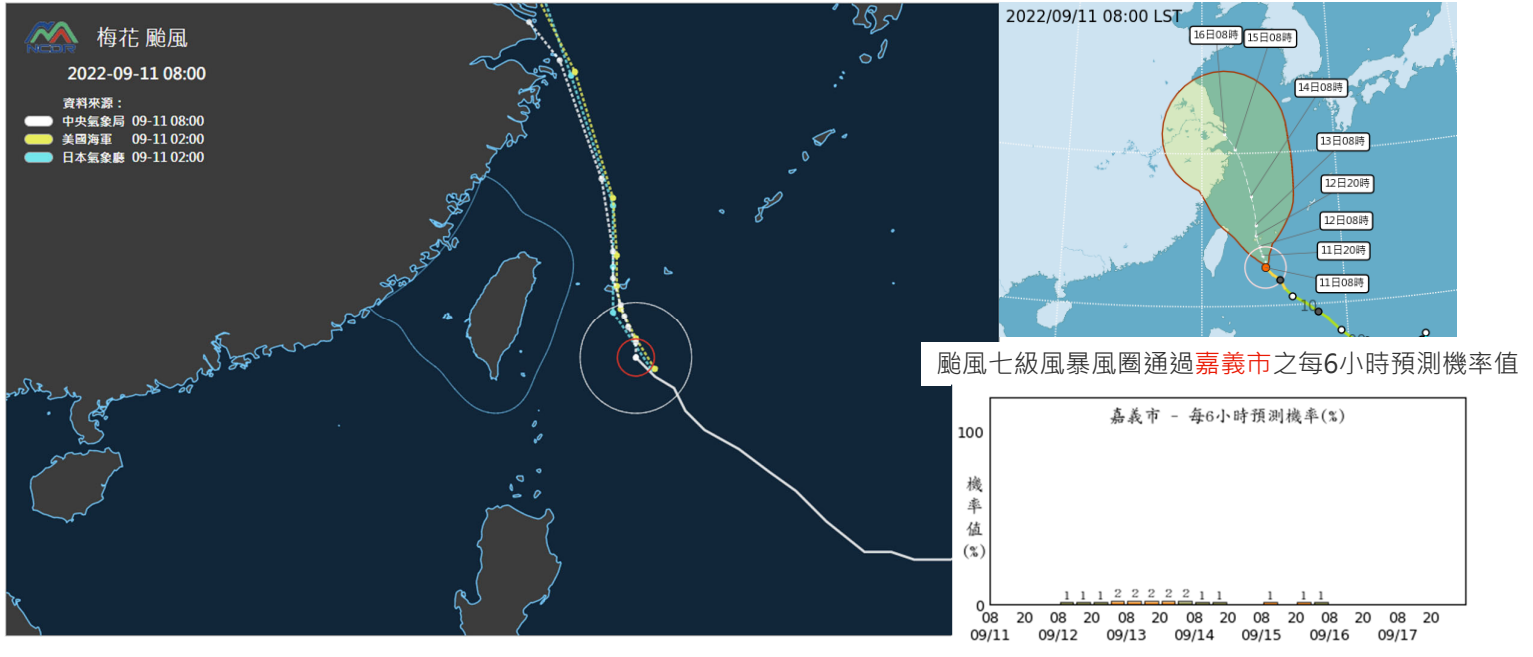 NCDR
梅花 颱風
2022-09-11 08:00
資料來源：
中央氣象局 09-11 08:00
美國海軍 09-11 02:00
日本氣象廳 09-11 02:00
2022/09/11 08:00 LST
16日08時
15日08時
14日08時
13日08時
12日20時
12日08時
11日20時
11日08時
10
颱風七級風暴風圈通過嘉義市之每6小時預測機率值
嘉義市 - 每6小時預測機率(%)
100
機率值(%)
1 1 1 2 2 2 2 2 1 1 1 1 1
0
08 20 08 20 08 20 08 20 08 20 08 20 08 20
09/11 09/12 09/13 09/14 09/15 09/16 09/17